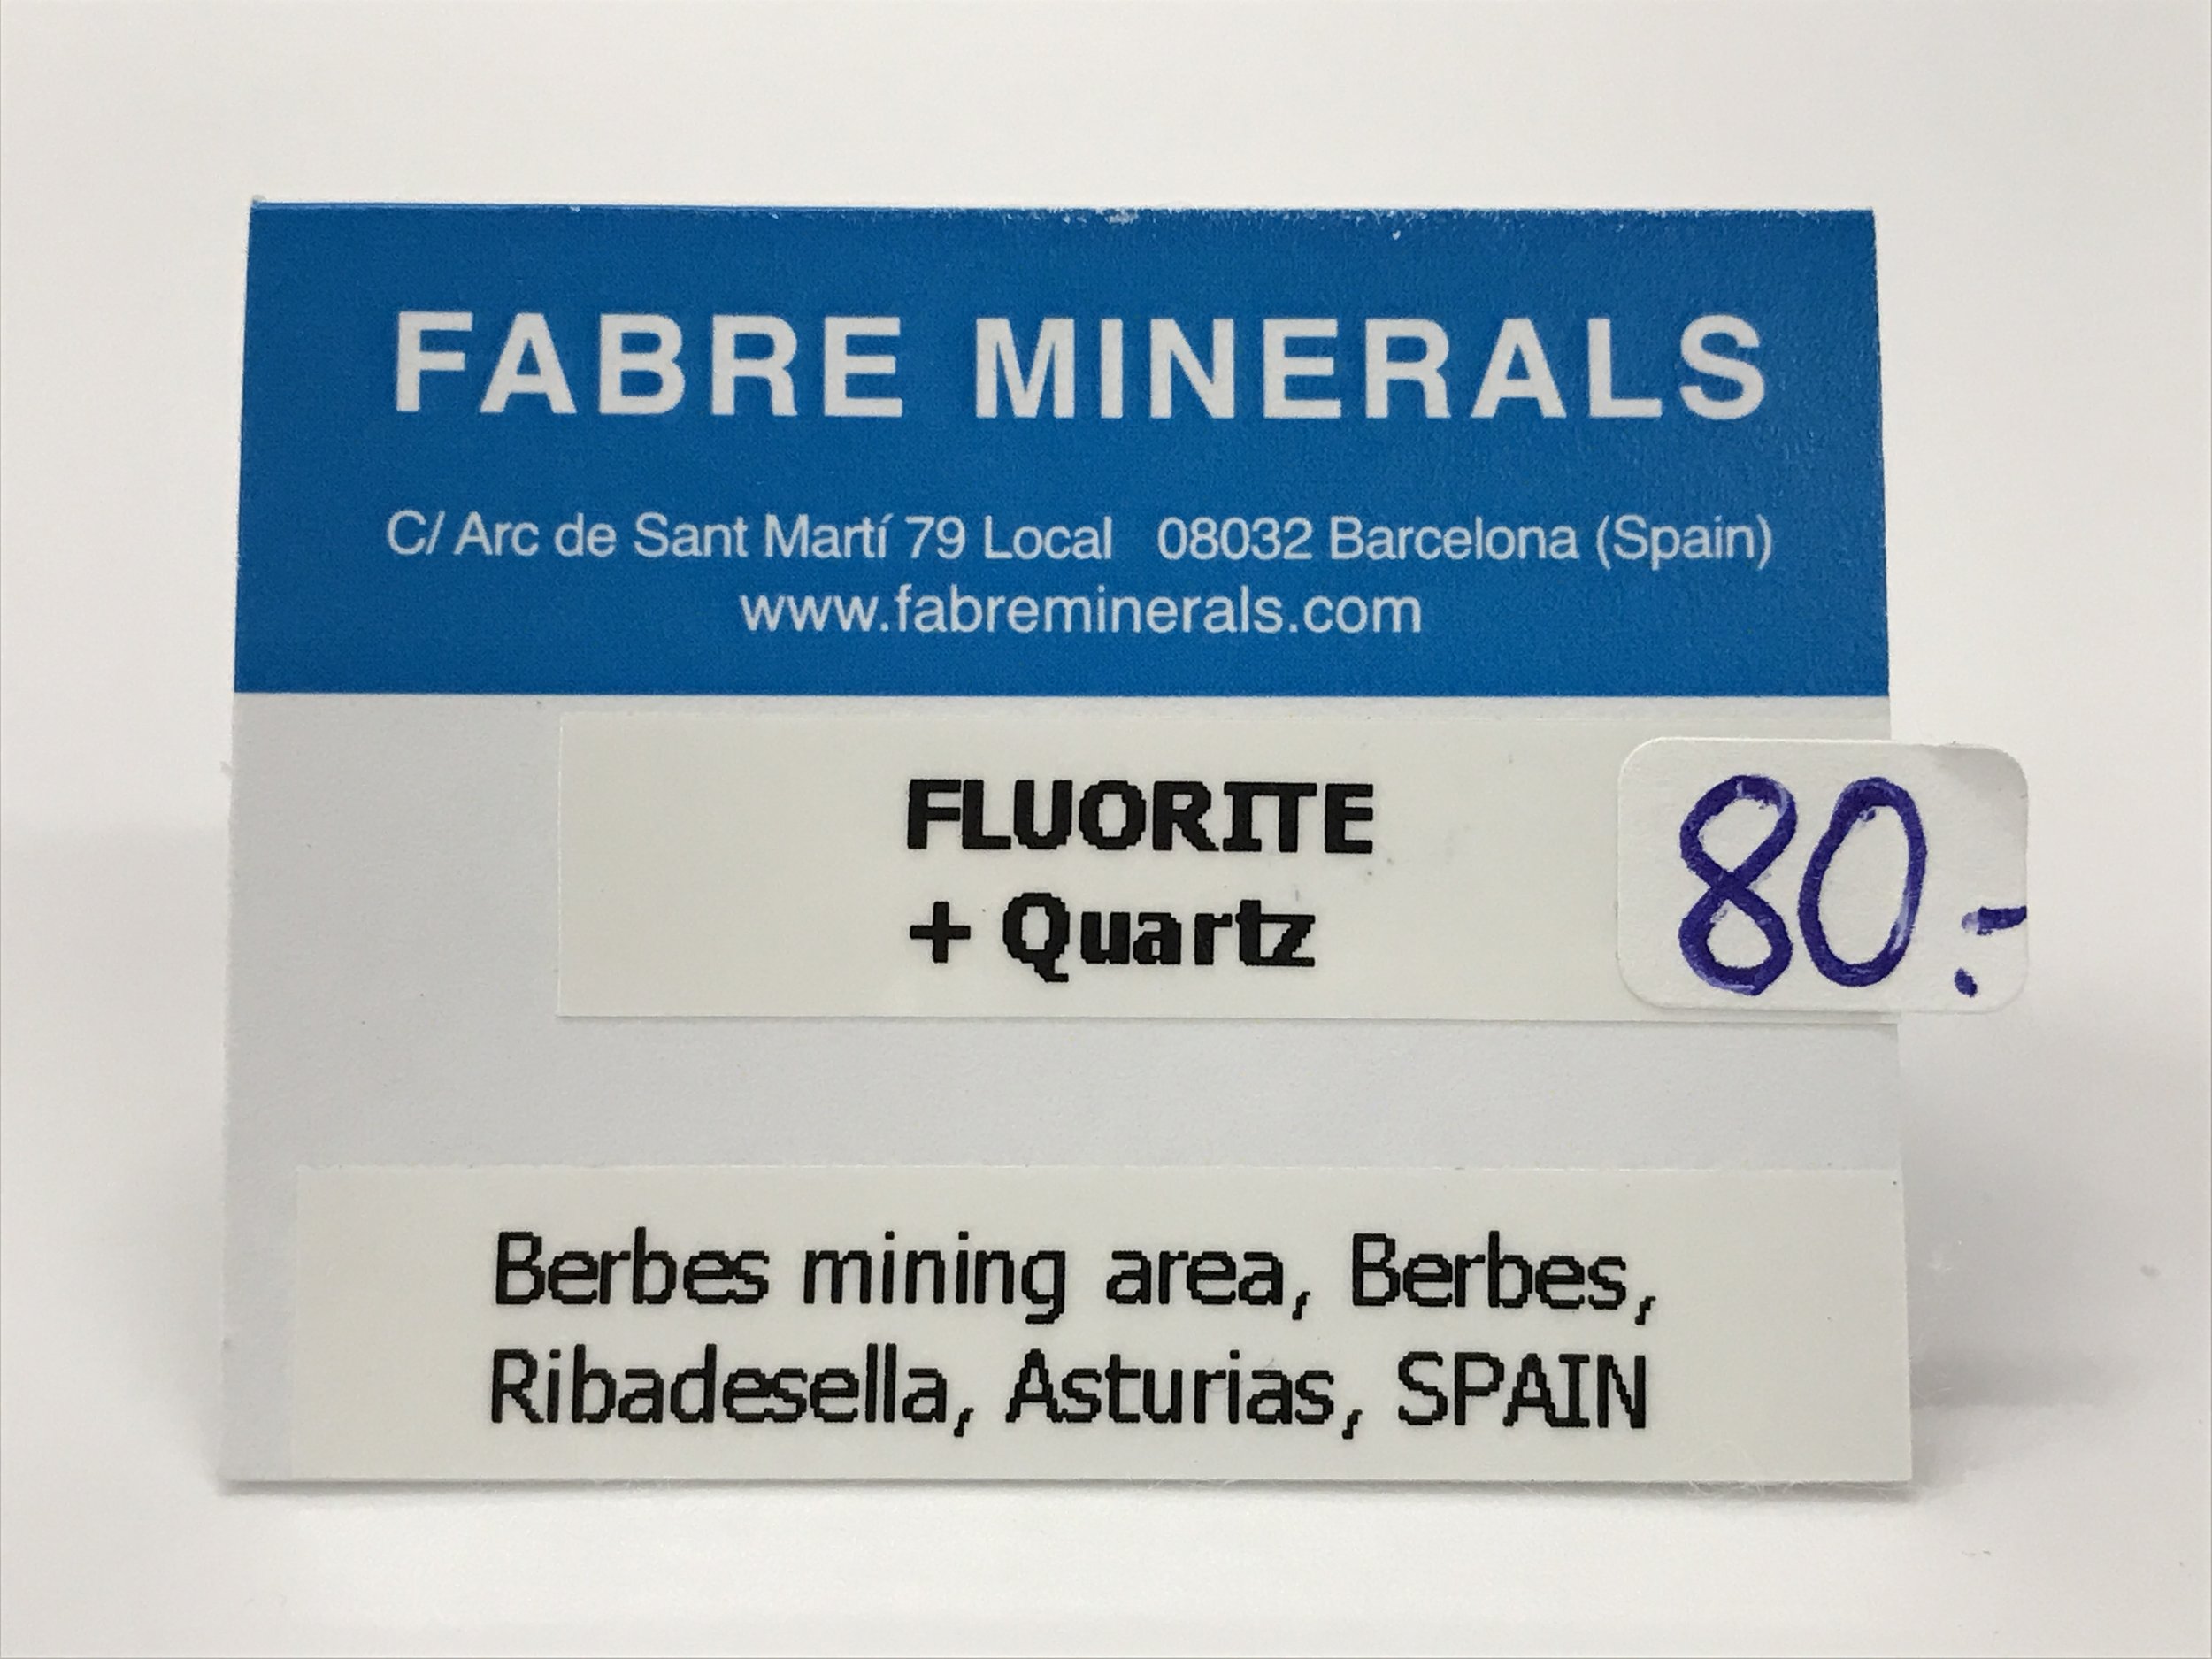 FABRE MINERALS
C/ Arc de Sant Martí 79 Local 08032 Barcelona (Spain)
www.fabreminerals.com
FLUORITE
+ Quartz
80.-
Berbes mining area, Berbes,
Ribadesella, Asturias, SPAIN